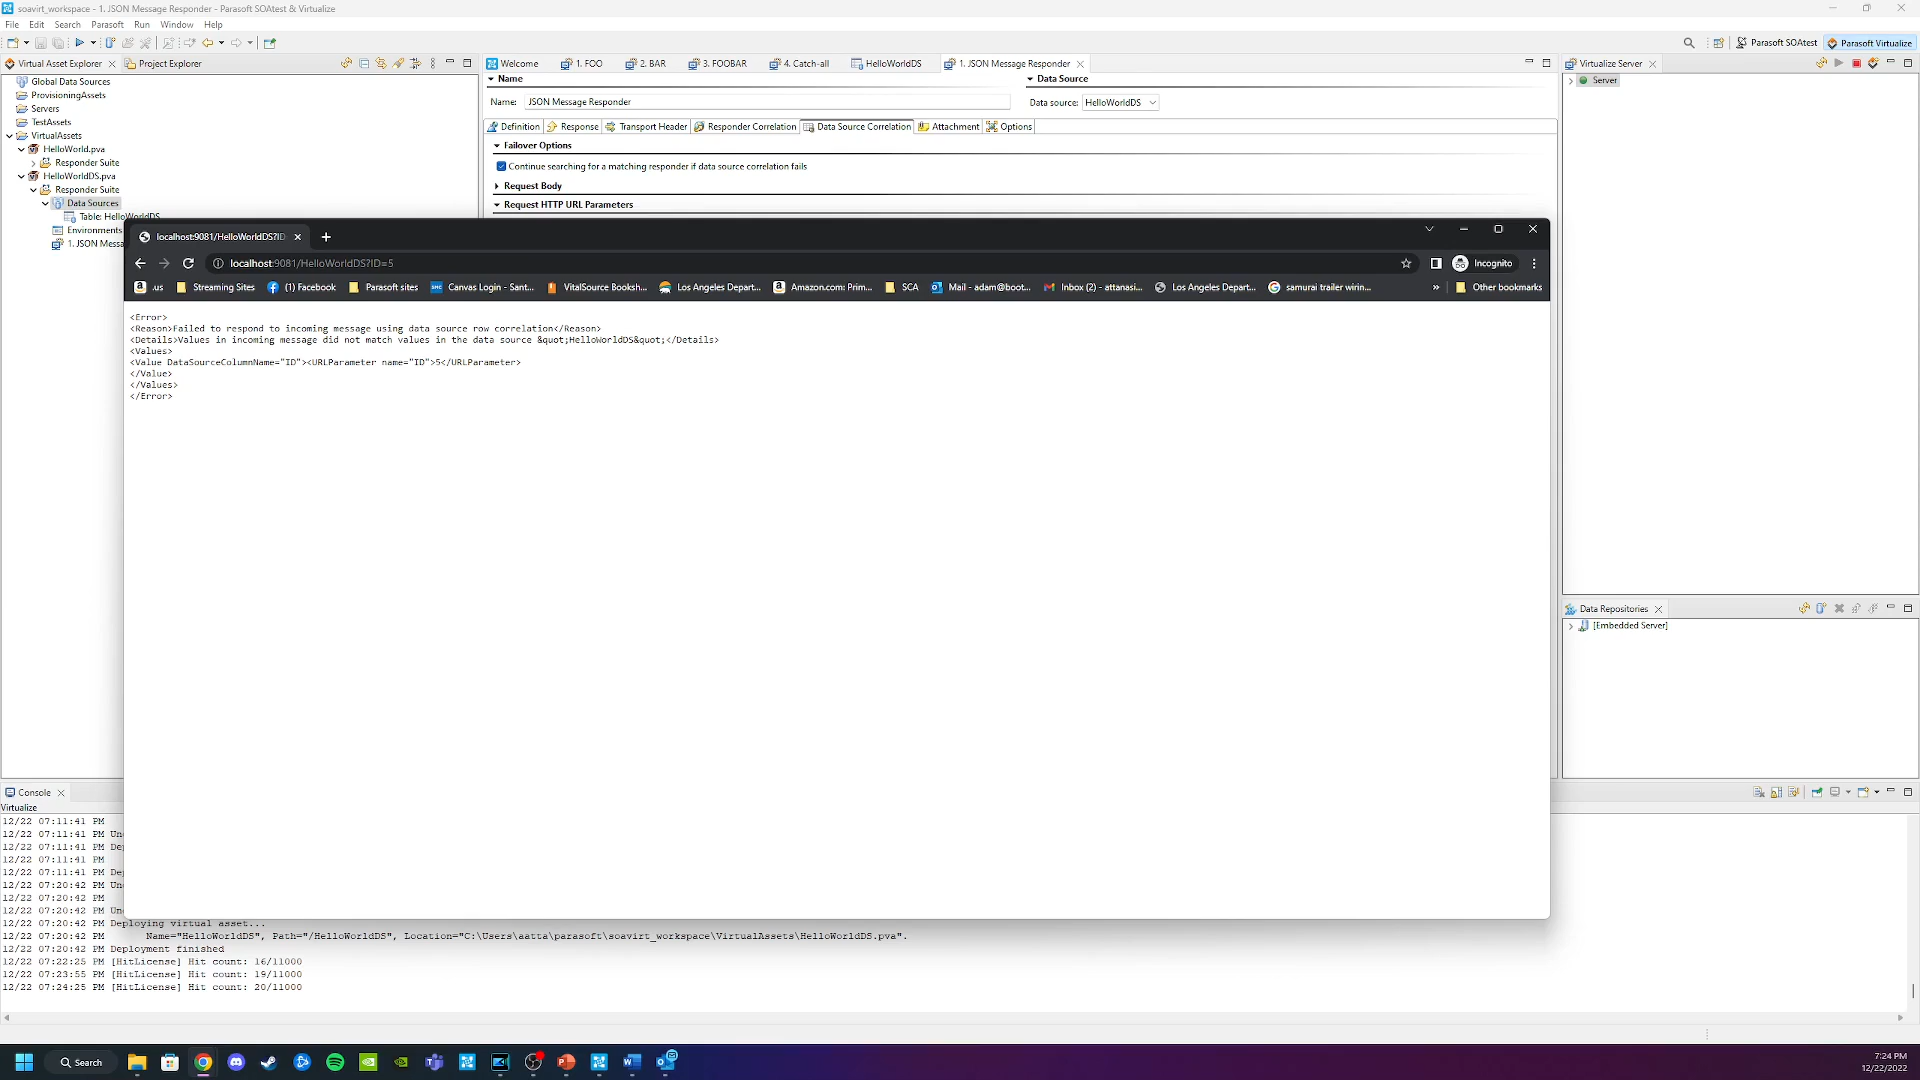 soavirt_workspace - 1. JSON Message Responder - Parasoft SOAtest & Virtualize
File Edit Search Parasoft Run Window Help
Parasoft SOAtest Parasoft Virtualize
Virtual Asset Explorer Project Explorer
Global Data Sources
ProvisioningAssets
Servers
TestAssets
VirtualAssets
HelloWorld.pva
Responder Suite
HelloWorldDS.pva
Responder Suite
Data Sources
Table: HelloWorldDS
Environments
1. JSON Messa
Welcome 1. FOO 2. BAR 3. FOOBAR 4. Catch-all HelloWorldDS 1. JSON Message Responder
Name Data Source
Name: JSON Message Responder Data source: HelloWorldDS
Definition Response Transport Header Responder Correlation Data Source Correlation Attachment Options
Failover Options
Continue searching for a matching responder if data source correlation fails
Request Body
Request HTTP URL Parameters
Virtualize Server
Server
localhost:9081/HelloWorldDS?ID
localhost:9081/HelloWorldDS?ID=5
Incognito
.us Streaming Sites (1) Facebook Parasoft sites Canvas Login - Sant... VitalSource Booksh... Los Angeles Depart... Amazon.com: Prim... SCA Mail - adam@boot... Inbox (2) - attanasi... Los Angeles Depart... samurai trailer wirin... » Other bookmarks
<Error>
<Reason>Failed to respond to incoming message using data source row correlation</Reason>
<Details>Values in incoming message did not match values in the data source &quot;HelloWorldDS&quot;</Details>
<Values>
<Value DataSourceColumnName="ID"><URLParameter name="ID">5</URLParameter>
</Value>
</Values>
</Error>
Data Repositories
[Embedded Server]
Console
Virtualize
12/22 07:11:41 PM
12/22 07:11:41 PM Und
12/22 07:11:41 PM Dep
12/22 07:11:41 PM
12/22 07:11:41 PM Dep
12/22 07:20:42 PM Und
12/22 07:20:42 PM
12/22 07:20:42 PM Und
12/22 07:20:42 PM Deploying virtual asset...
12/22 07:20:42 PM Name="HelloWorldDS", Path="/HelloWorldDS", Location="C:\Users\aatta\parasoft\soavirt_workspace\VirtualAssets\HelloWorldDS.pva".
12/22 07:20:42 PM Deployment finished
12/22 07:22:25 PM [HitLicense] Hit count: 16/11000
12/22 07:23:55 PM [HitLicense] Hit count: 19/11000
12/22 07:24:25 PM [HitLicense] Hit count: 20/11000
Search
7:24 PM
12/22/2022